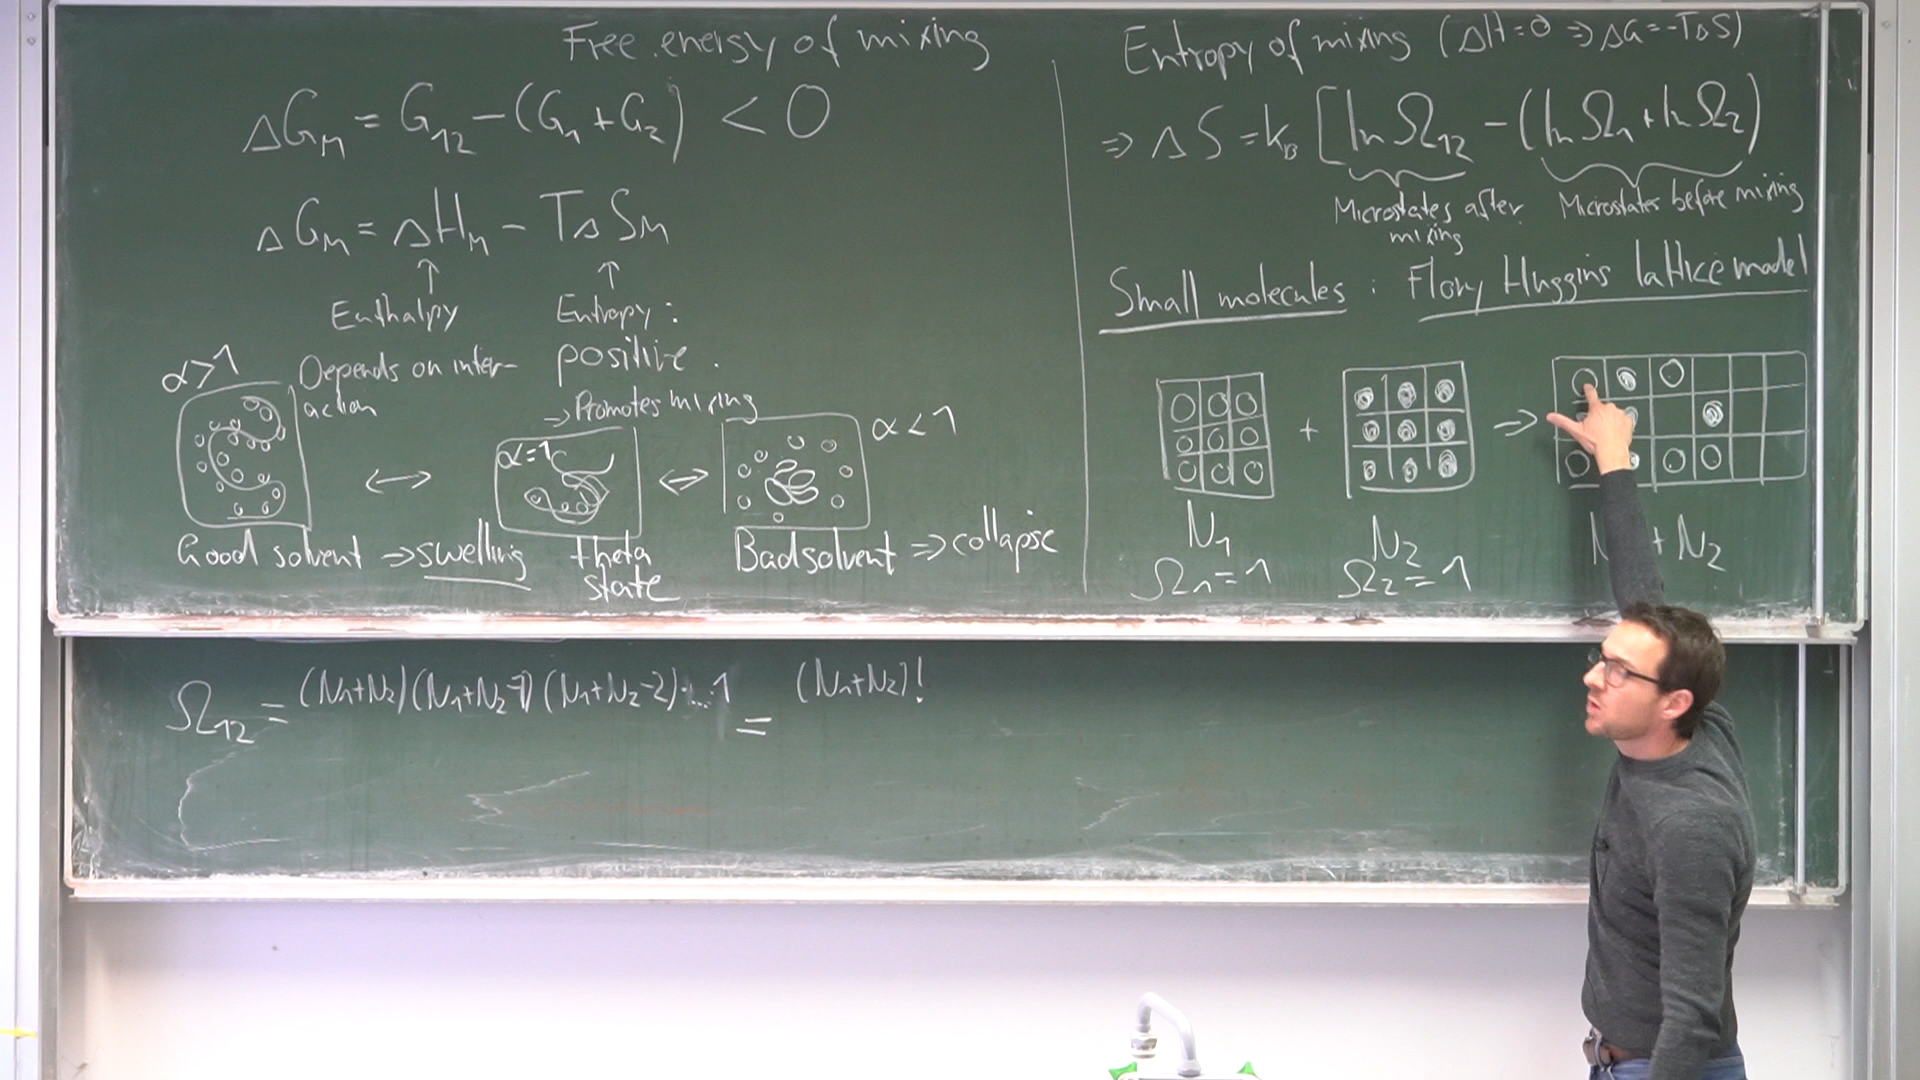 Free energy of mixing
ΔG_M = G_12 - (G_1 + G_2) < 0
ΔG_M = ΔH_M - TΔS_M
↑ ↑
Enthalpy Entropy:
Depends on inter- positive.
action ⇒ Promotes mixing
α>1 α=1 α<1
Good solvent ⇒ swelling theta Bad solvent ⇒ collapse
state
Entropy of mixing (ΔH=0 ⇒ ΔG=-TΔS)
⇒ ΔS = k_B [ln Ω_12 - (ln Ω_1 + ln Ω_2)
Microstates after Microstates before mixing
mixing
Small molecules : Flory Huggins lattice model
+ ⇒
N_1 N_2 N + N_2
Ω_1 = 1 Ω_2 = 1
Ω_12 = (N_1+N_2)(N_1+N_2-1)(N_1+N_2-2)·...·1 = (N_1+N_2)!